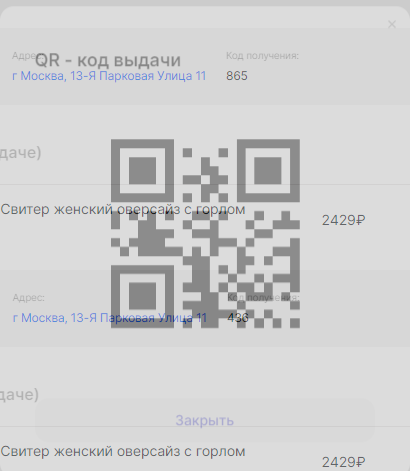 ×
Адрес: Код получения:
QR - код выдачи
г Москва, 13-Я Парковая Улица 11 865
даче)
Свитер женский оверсайз с горлом
2429₽
Адрес: Код получения:
г Москва, 13-Я Парковая Улица 11 436
даче)
Закрыть
Свитер женский оверсайз с горлом
2429₽